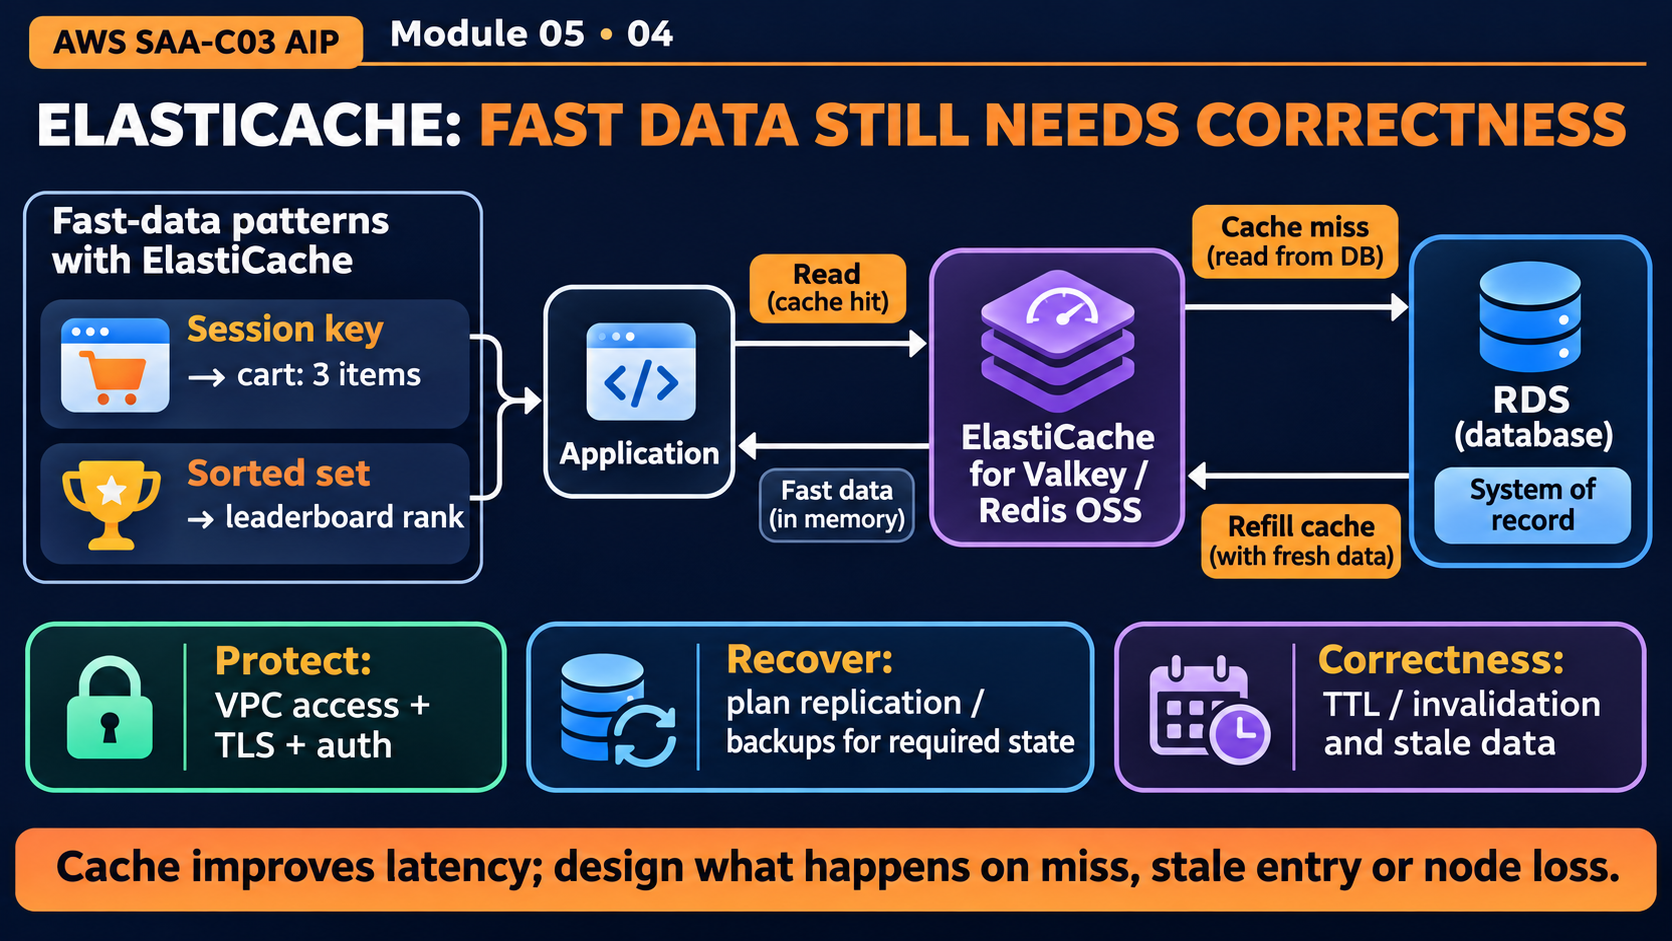 AWS SAA-C03 AIP
Module 05 • 04
ELASTICACHE: FAST DATA STILL NEEDS CORRECTNESS
Fast-data patterns
with ElastiCache
Session key
→ cart: 3 items
Sorted set
→ leaderboard rank
</>
Application
Read
(cache hit)
Fast data
(in memory)
ElastiCache
for Valkey /
Redis OSS
Cache miss
(read from DB)
Refill cache
(with fresh data)
RDS
(database)
System of
record
Protect:
VPC access +
TLS + auth
Recover:
plan replication /
backups for required state
Correctness:
TTL / invalidation
and stale data
Cache improves latency; design what happens on miss, stale entry or node loss.